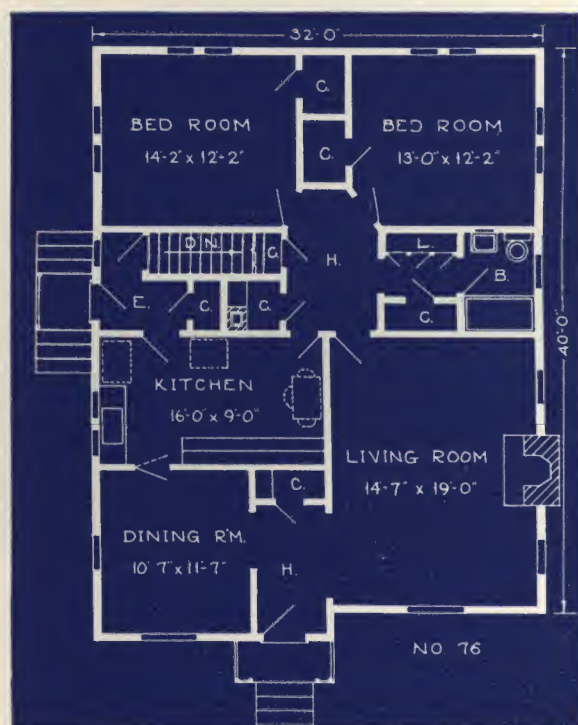 32'-0"
C.
BED ROOM
14'-2" x 12'-2"
BED ROOM
13'-0" x 12'-2"
C.
DN.
C.
L.
H.
B.
E.
C.
C.
C.
40'-0"
KITCHEN
16'-0" x 9'-0"
LIVING ROOM
14'-7" x 19'-0"
C.
DINING R'M.
10' 7" x 11'-7"
H.
NO 76